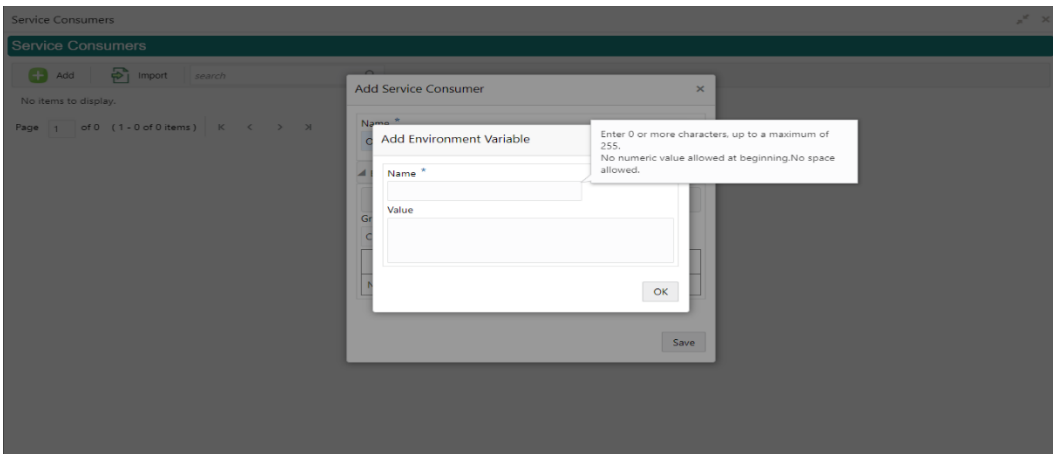 Service Consumers
Service Consumers
Add Import search
No items to display.
Page 1 of 0 (1 - 0 of 0 items)
Add Service Consumer
Name *
Add Environment Variable
Enter 0 or more characters, up to a maximum of
255.
No numeric value allowed at beginning.No space
allowed.
Name *
Value
OK
Save